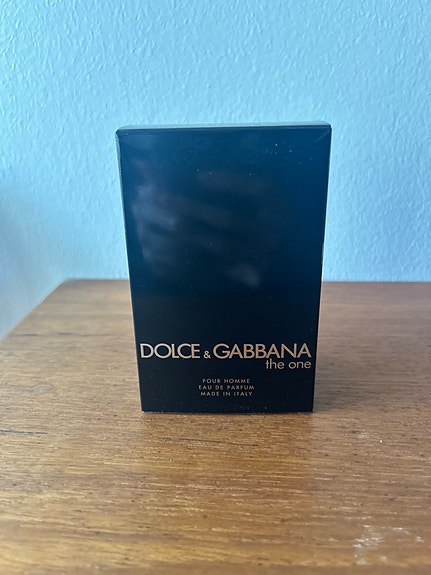 DOLCE & GABBANA
the one
POUR HOMME
EAU DE PARFUM
MADE IN ITALY